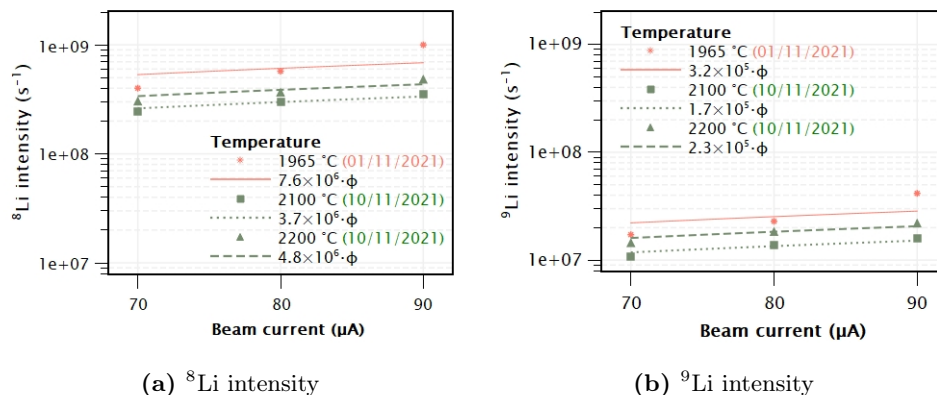 ⁸Li intensity (s⁻¹)
1e+09
1e+08
1e+07
Temperature
1965 °C (01/11/2021)
7.6×10⁶·ϕ
2100 °C (10/11/2021)
3.7×10⁶·ϕ
2200 °C (10/11/2021)
4.8×10⁶·ϕ
70 80 90
Beam current (µA)
(a) ⁸Li intensity
⁹Li intensity (s⁻¹)
1e+09
1e+08
1e+07
Temperature
1965 °C (01/11/2021)
3.2×10⁵·ϕ
2100 °C (10/11/2021)
1.7×10⁵·ϕ
2200 °C (10/11/2021)
2.3×10⁵·ϕ
70 80 90
Beam current (µA)
(b) ⁹Li intensity